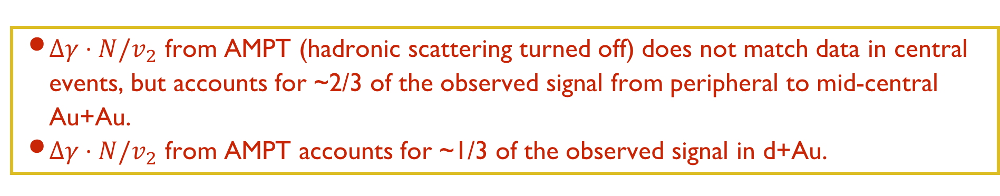 ● Δγ · N/v₂ from AMPT (hadronic scattering turned off) does not match data in central
events, but accounts for ~2/3 of the observed signal from peripheral to mid-central
Au+Au.
● Δγ · N/v₂ from AMPT accounts for ~1/3 of the observed signal in d+Au.